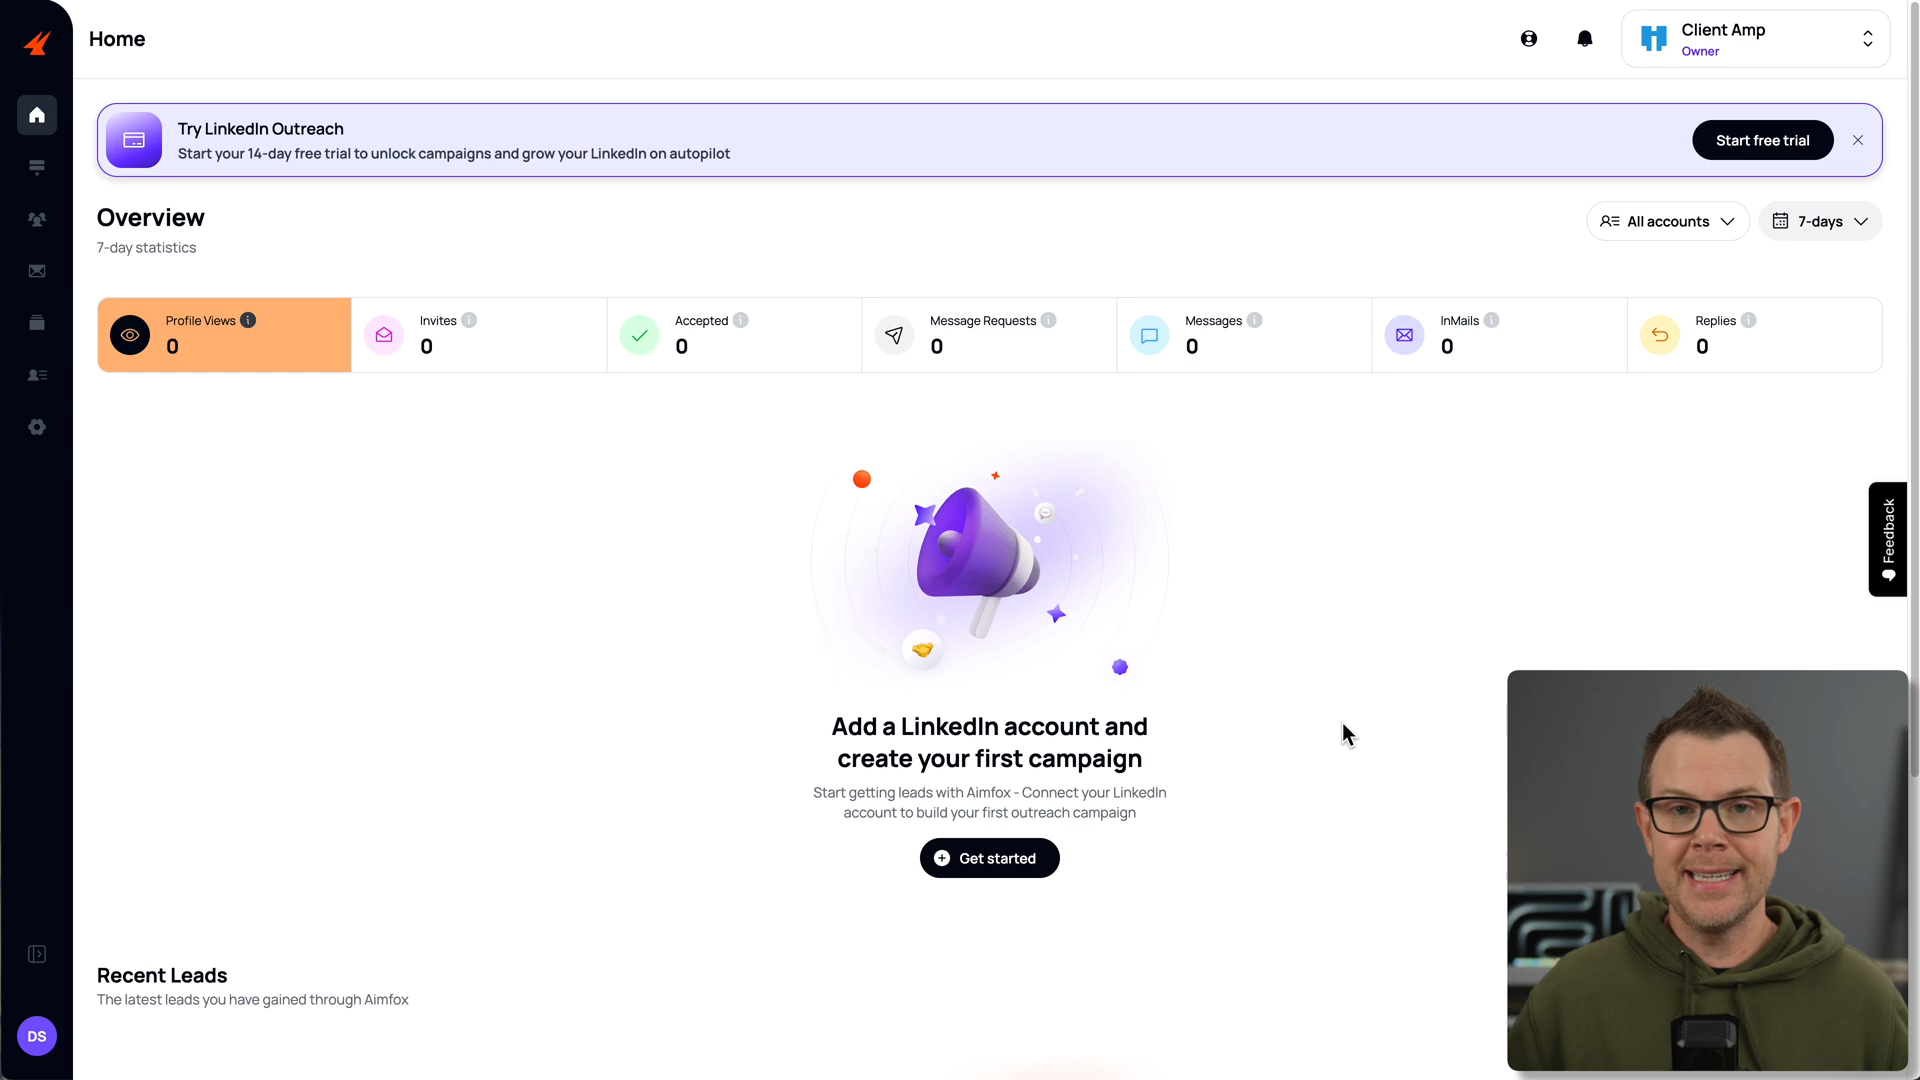 Home
Client Amp
Owner
Try LinkedIn Outreach
Start your 14-day free trial to unlock campaigns and grow your LinkedIn on autopilot
Start free trial
Overview
7-day statistics
All accounts
7-days
Profile Views
0
Invites
0
Accepted
0
Message Requests
0
Messages
0
InMails
0
Replies
0
Feedback
Add a LinkedIn account and
create your first campaign
Start getting leads with Aimfox - Connect your LinkedIn
account to build your first outreach campaign
Get started
Recent Leads
The latest leads you have gained through Aimfox
DS